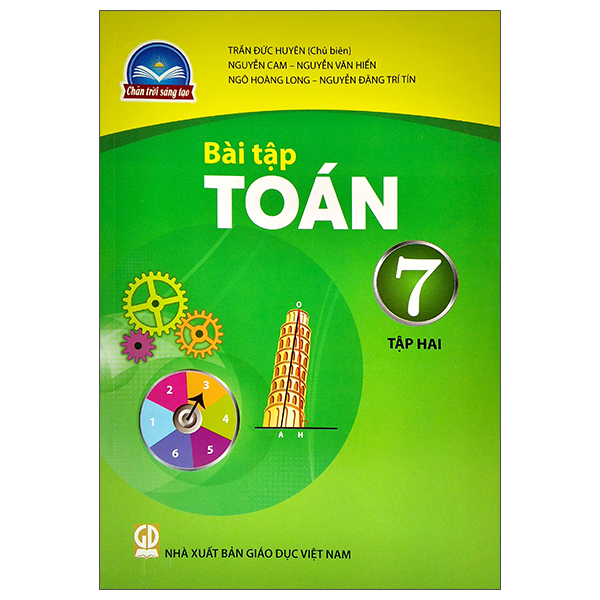 TRẦN ĐỨC HUYÊN (Chủ biên)
NGUYỄN CAM – NGUYỄN VĂN HIỂN
NGÔ HOÀNG LONG – NGUYỄN ĐẶNG TRÍ TÍN
Chân trời sáng tạo
Bài tập
TOÁN
7
TẬP HAI
O
A H
1
2
3
4
5
6
GD
NHÀ XUẤT BẢN GIÁO DỤC VIỆT NAM